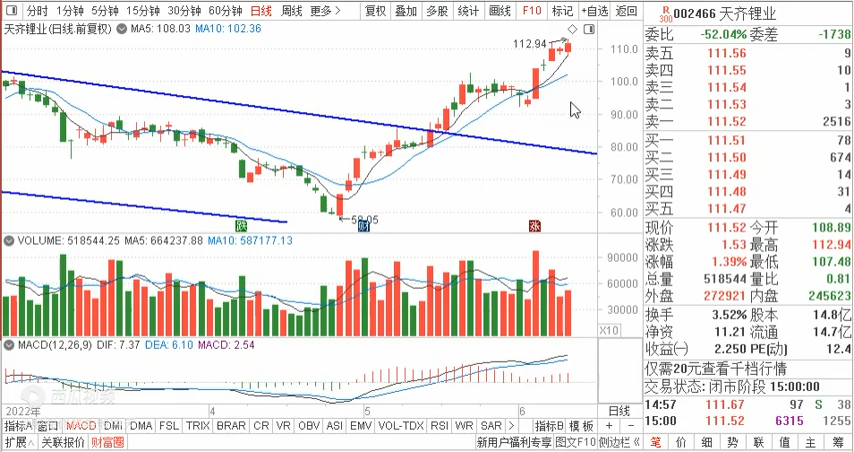 分时 1分钟 5分钟 15分钟 30分钟 60分钟 日线 周线 更多 复权 叠加 多股 统计 画线 F10 标记 +自选 返回
R 300 002466 天齐锂业
天齐锂业(日线.前复权) MA5: 108.03 MA10: 102.36
委比 -52.04% 委差 -1738
卖五 111.56 9
卖四 111.55 10
卖三 111.54 1
卖二 111.53 3
卖一 111.52 2516
买一 111.51 78
买二 111.50 674
买三 111.49 14
买四 111.48 31
买五 111.47 4
现价 111.52 今开 108.89
涨跌 1.53 最高 112.94
涨幅 1.39% 最低 107.48
总量 518544 量比 0.81
外盘 272921 内盘 245623
换手 3.52% 股本 14.8亿
净资 11.21 流通 14.7亿
收益(一) 2.250 PE(动) 12.4
仅需20元查看千档行情
交易状态: 闭市阶段 15:00:00
14:57 111.67 97 S 38
15:00 111.52 6315 1255
笔 价 细 势 联 值 主 筹
112.94
110.0
100.0
90.00
80.00
70.00
60.00
跌 财 涨
VOLUME: 518544.25 MA5: 664237.88 MA10: 587177.13
90000
60000
30000
X10
MACD(12,26,9) DIF: 7.37 DEA: 6.10 MACD: 2.54
西瓜视频
2022年 4 5 6 日线
指标A 窗口 MACD DMI DMA FSL TRIX BRAR CR VR OBV ASI EMV VOL-TDX RSI WR SAR 指标B 模板 + -
扩展∧ 关联报价 财富圈 新用户福利专享 图文F10 侧边栏